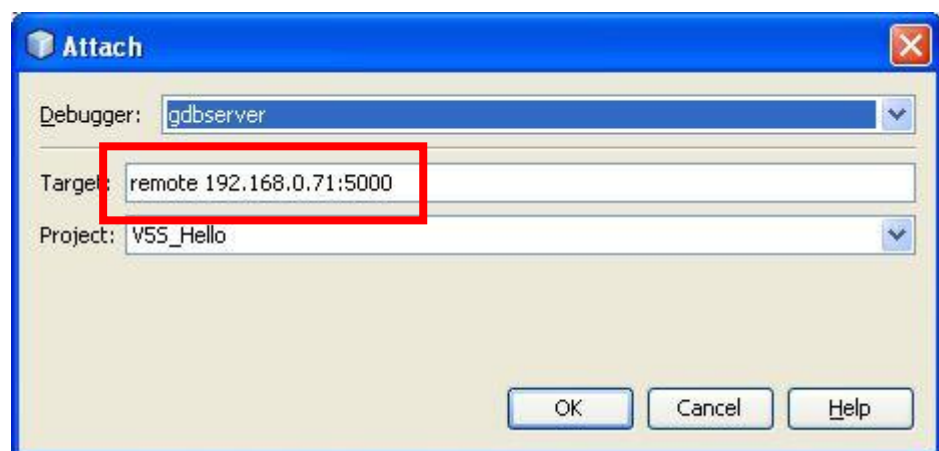 Attach
Debugger: gdbserver
Target: remote 192.168.0.71:5000
Project: V5S_Hello
OK Cancel Help